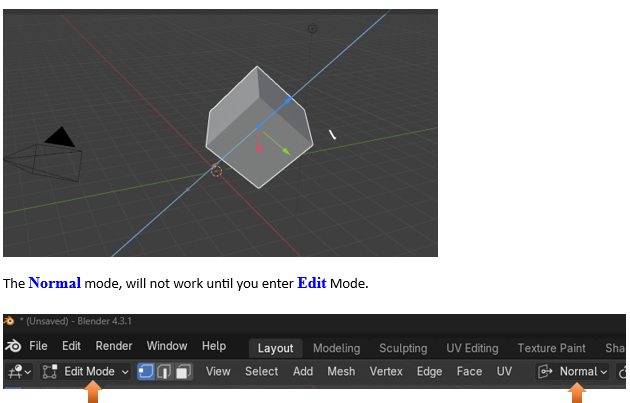 The Normal mode, will not work until you enter Edit Mode.
* (Unsaved) - Blender 4.3.1
File Edit Render Window Help Layout Modeling Sculpting UV Editing Texture Paint Sha
Edit Mode View Select Add Mesh Vertex Edge Face UV Normal